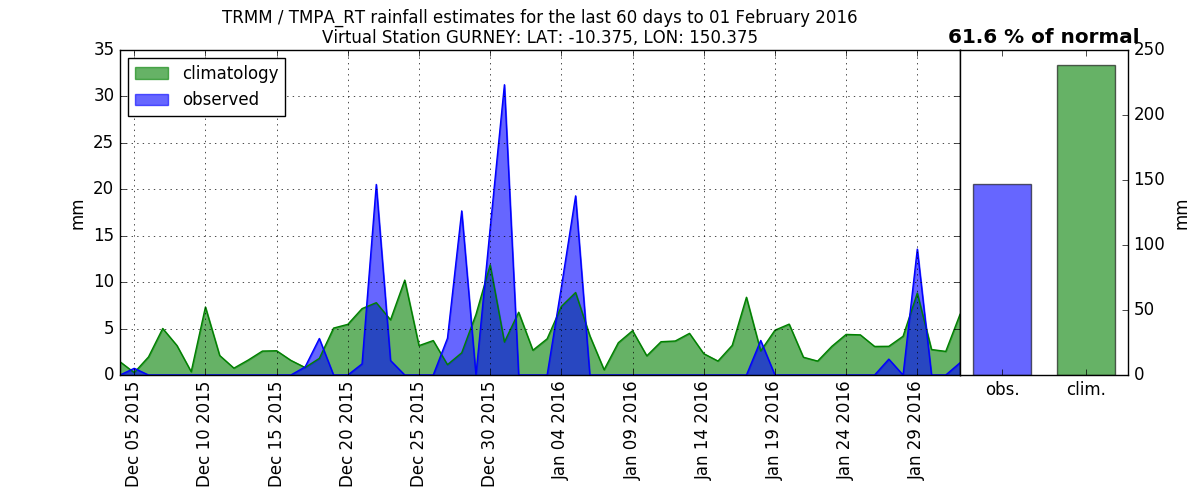 TRMM / TMPA_RT rainfall estimates for the last 60 days to 01 February 2016
Virtual Station GURNEY: LAT: -10.375, LON: 150.375
61.6 % of normal
climatology
observed
35
30
25
20
15
10
5
0
mm
250
200
150
100
50
0
mm
Dec 05 2015
Dec 10 2015
Dec 15 2015
Dec 20 2015
Dec 25 2015
Dec 30 2015
Jan 04 2016
Jan 09 2016
Jan 14 2016
Jan 19 2016
Jan 24 2016
Jan 29 2016
obs.
clim.